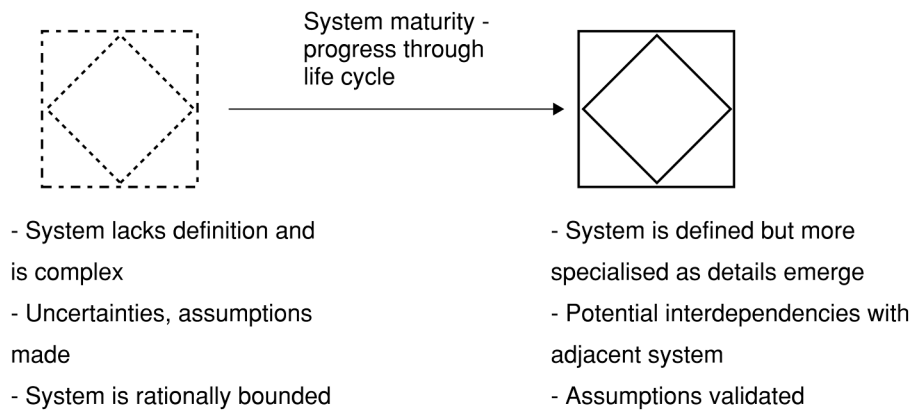 System maturity -
progress through
life cycle
- System lacks definition and
is complex
- Uncertainties, assumptions
made
- System is rationally bounded
- System is defined but more
specialised as details emerge
- Potential interdependencies with
adjacent system
- Assumptions validated